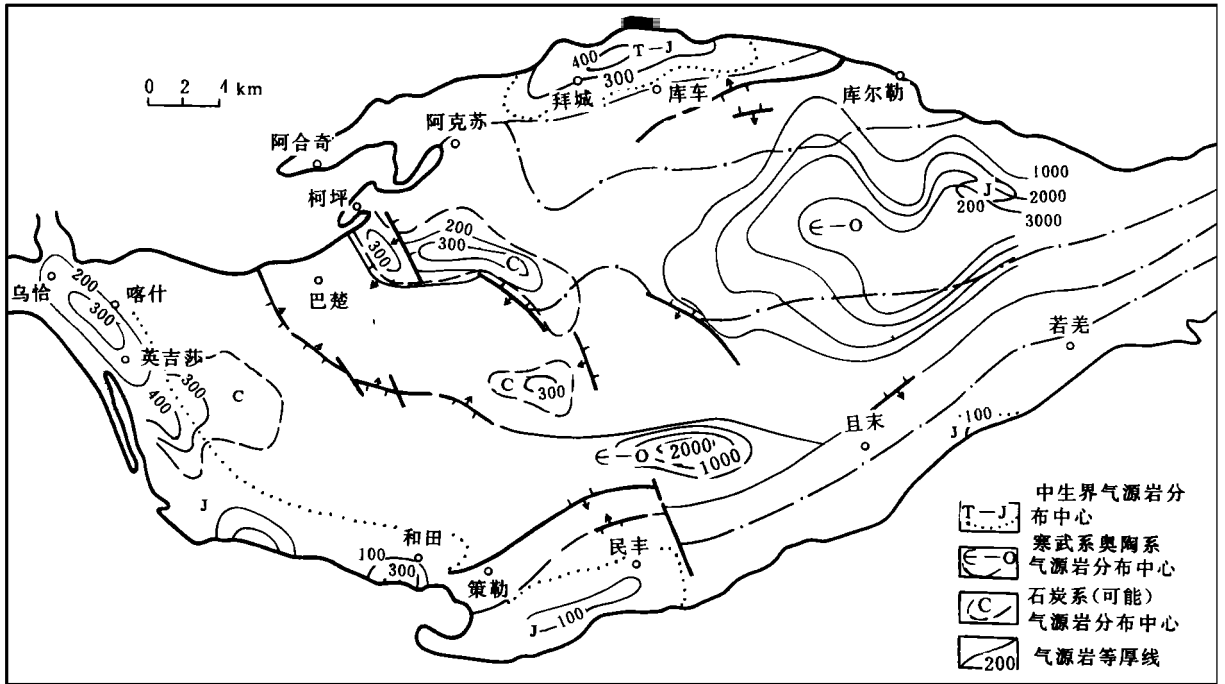 400
T-J
300
拜城
库车
库尔勒
0 2 4 km
阿克苏
阿合奇
柯坪
1000
J
2000
200
3000
∈-O
200
300
300
C
乌恰
200
喀什
300
巴楚
若羌
英吉莎
300
C
400
C
300
且末
100
J
∈-O
2000
1000
J
和田
100
300
策勒
民丰
J-100
T-J
中生界气源岩分
布中心
∈-O
寒武系奥陶系
气源岩分布中心
C
石炭系(可能)
气源岩分布中心
200
气源岩等厚线